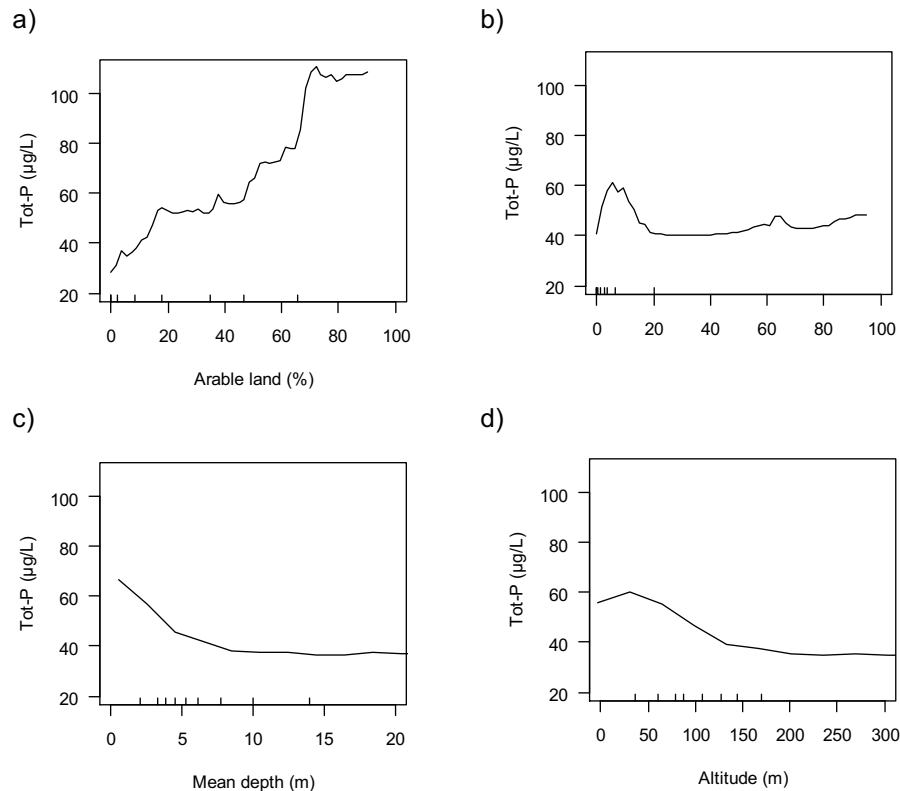 a)
100
80
60
40
20
Tot-P (µg/L)
0 20 40 60 80 100
Arable land (%)
b)
100
80
60
40
20
Tot-P (µg/L)
0 20 40 60 80 100
c)
100
80
60
40
20
Tot-P (µg/L)
0 5 10 15 20
Mean depth (m)
d)
100
80
60
40
20
Tot-P (µg/L)
0 50 100 150 200 250 300
Altitude (m)